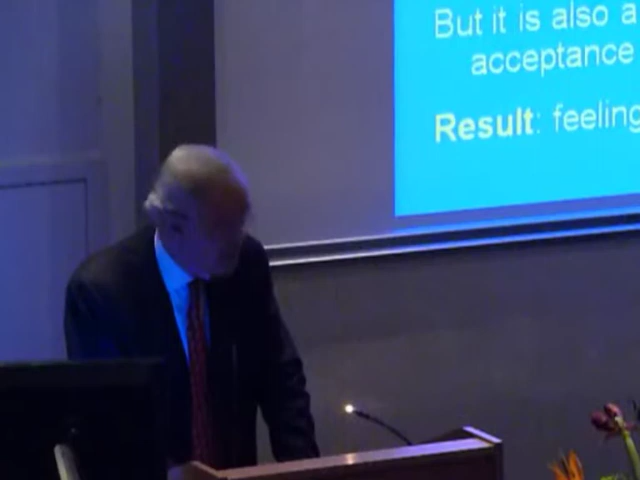 But it is also a
acceptance
Result: feeling